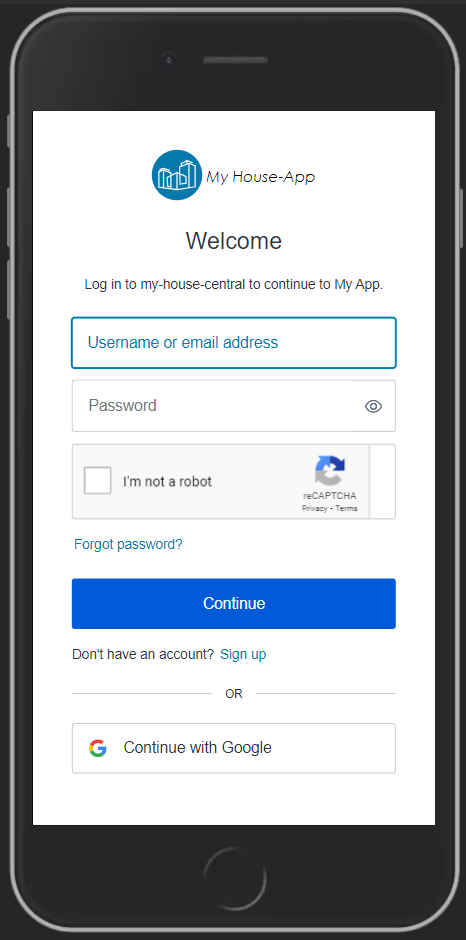 My House-App
Welcome
Log in to my-house-central to continue to My App.
Username or email address
Password
I'm not a robot
reCAPTCHA
Privacy - Terms
Forgot password?
Continue
Don't have an account? Sign up
OR
Continue with Google